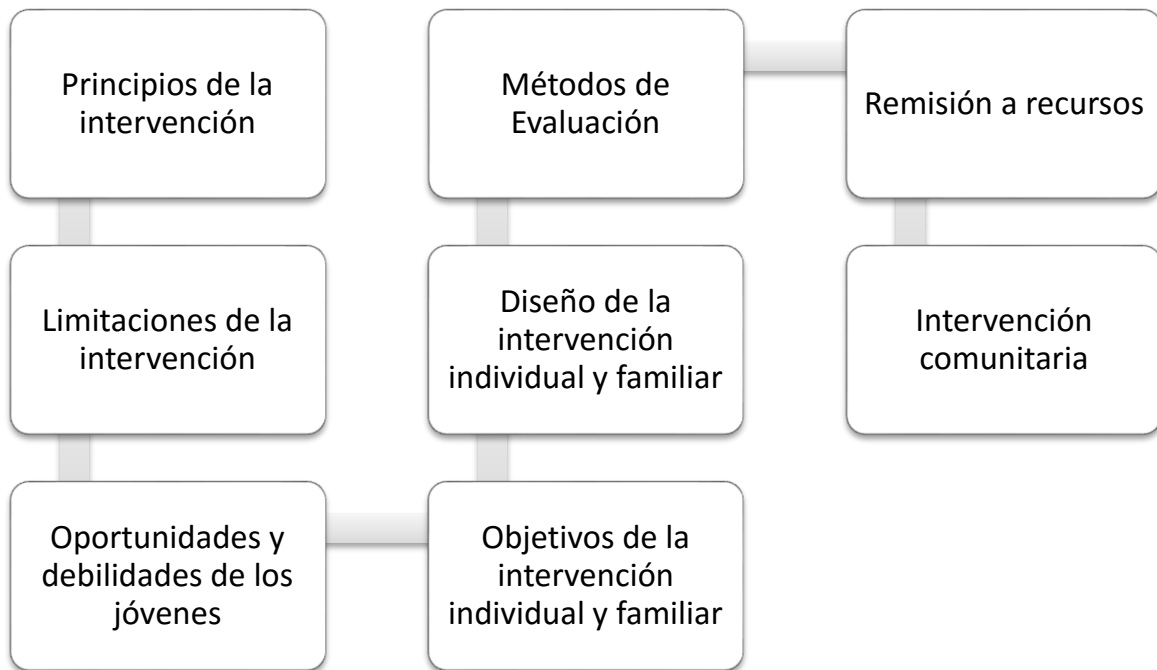 Principios de la
intervención
Limitaciones de la
intervención
Oportunidades y
debilidades de los
jóvenes
Objetivos de la
intervención
individual y familiar
Diseño de la
intervención
individual y familiar
Métodos de
Evaluación
Remisión a recursos
Intervención
comunitaria